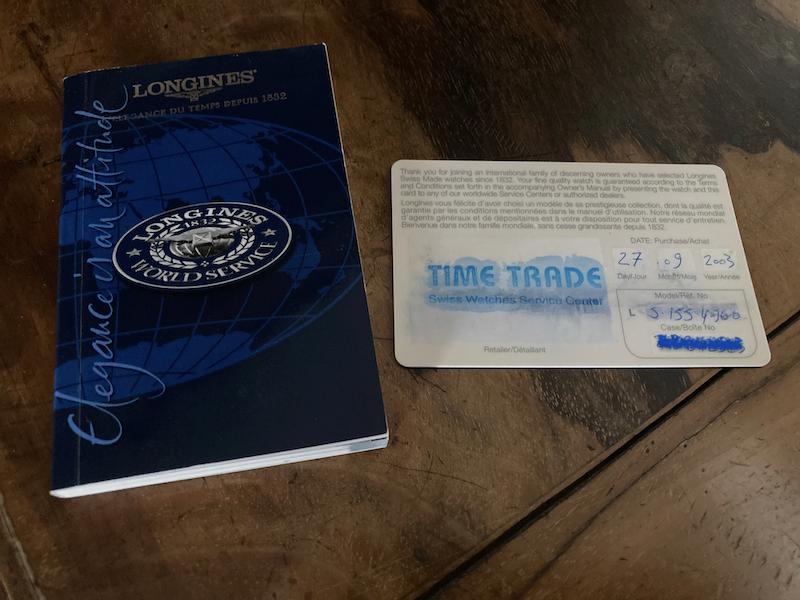 LONGINES
ELEGANCE DU TEMPS DEPUIS 1832
Elegance is an attitude
LONGINES
1832
WORLD SERVICE
Thank you for joining an international family of discerning owners who have selected Longines
Swiss Made watches since 1832. Your fine quality watch is guaranteed according to the Terms
and Conditions set forth in the accompanying Owner's Manual by presenting the watch and this
card to any of our worldwide Service Centers or authorized dealers.
Longines vous félicite d'avoir choisi un modèle de sa prestigieuse collection, dont la qualité est
garantie par les conditions mentionnées dans le manuel d'utilisation. Notre réseau mondial
d'agents généraux et de dépositaires est à votre disposition pour tout service d'entretien.
Bienvenue dans notre famille mondiale, sans cesse grandissante depuis 1832.
DATE: Purchase/Achat
27 09 2003
Day/Jour Month/Mois Year/Année
TIME TRADE
Swiss Watches Service Center
Model/Réf. No
L 5.155.4.960
Case/Boîte No
Retailer/Détaillant